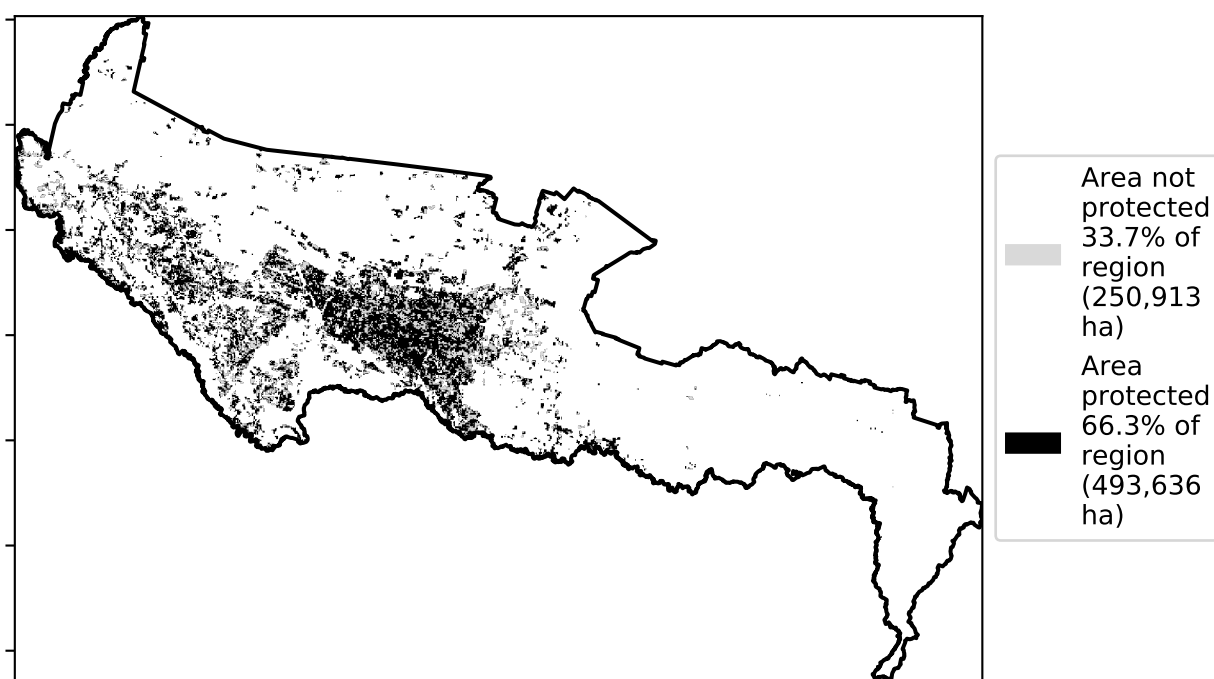 Area not
protected
33.7% of
region
(250,913
ha)
Area
protected
66.3% of
region
(493,636
ha)